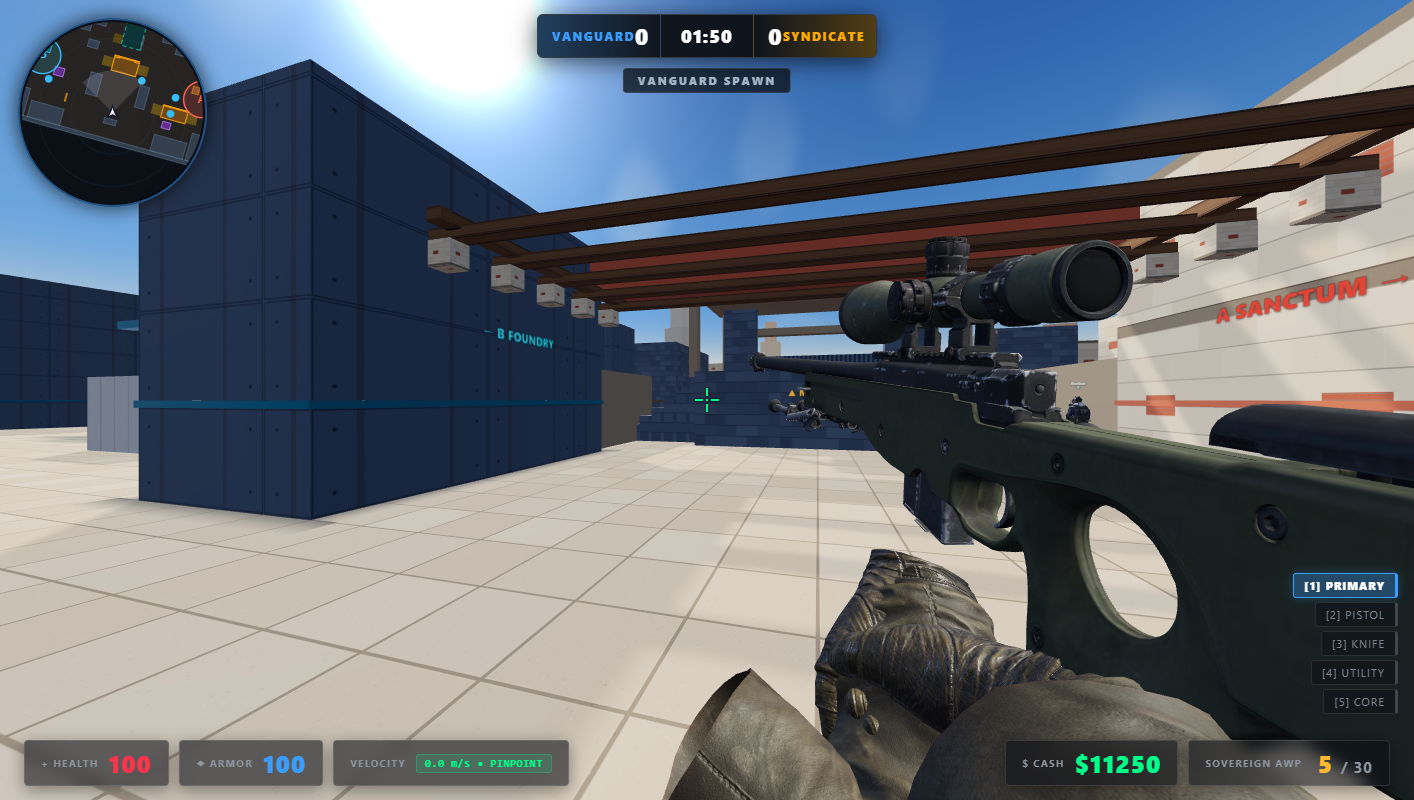 VANGUARD 0 01:50 0 SYNDICATE
VANGUARD SPAWN
← B FOUNDRY
A SANCTUM →
[1] PRIMARY
[2] PISTOL
[3] KNIFE
[4] UTILITY
[5] CORE
+ HEALTH 100
◆ ARMOR 100
VELOCITY 0.0 m/s • PINPOINT
$ CASH $11250
SOVEREIGN AWP 5 / 30